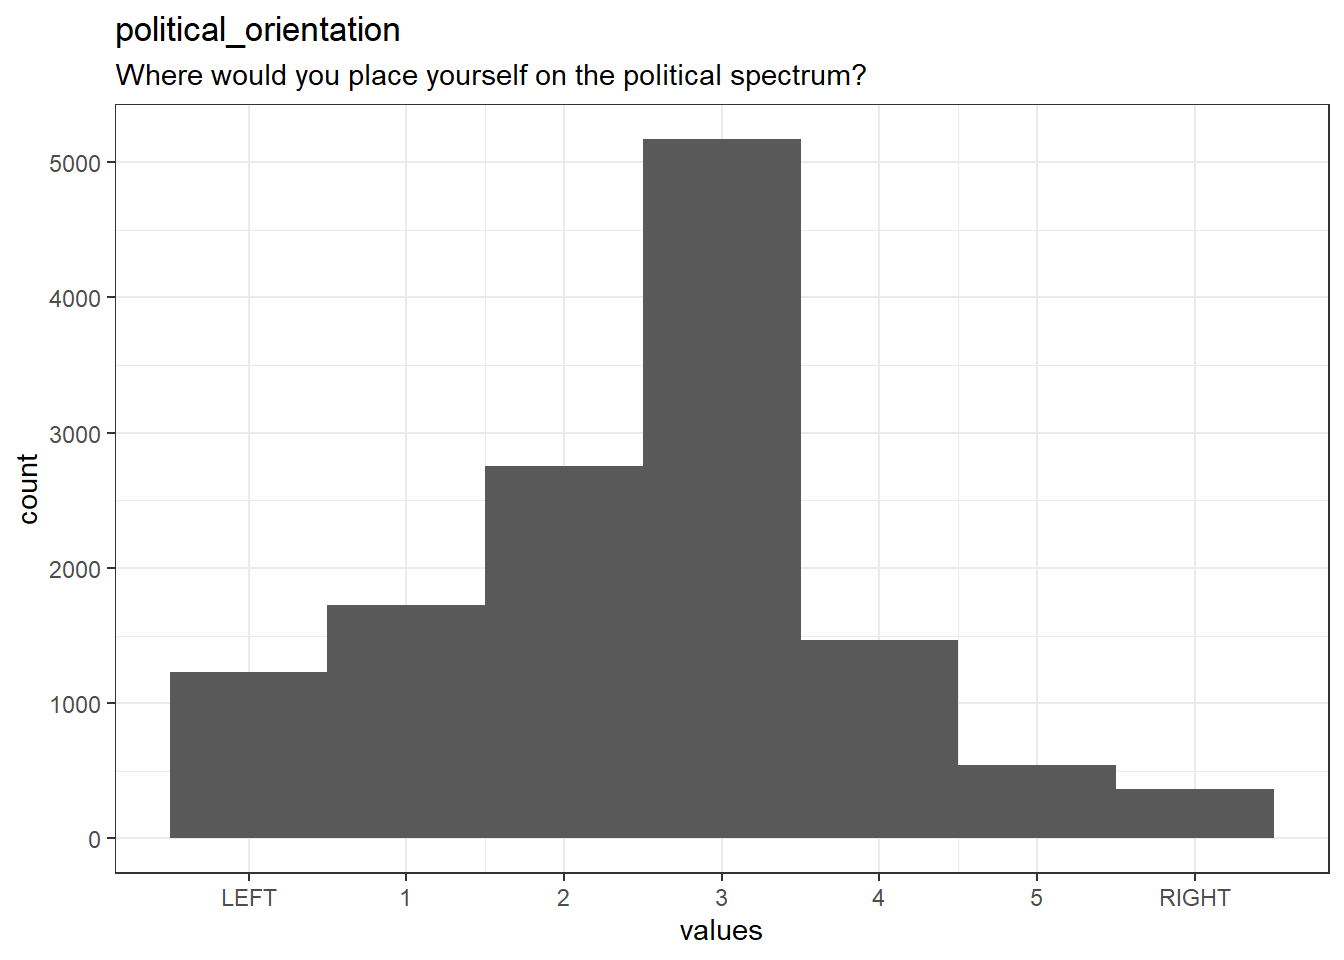 political_orientation
Where would you place yourself on the political spectrum?
5000
4000
3000
2000
1000
0
count
LEFT 1 2 3 4 5 RIGHT
values